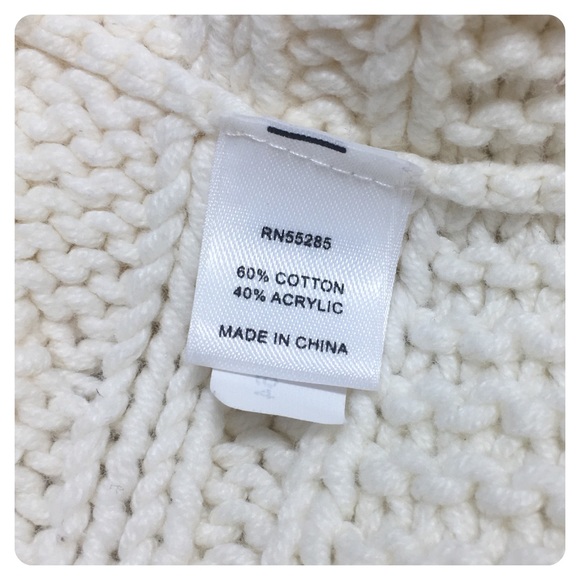 RN55285
60% COTTON
40% ACRYLIC
MADE IN CHINA